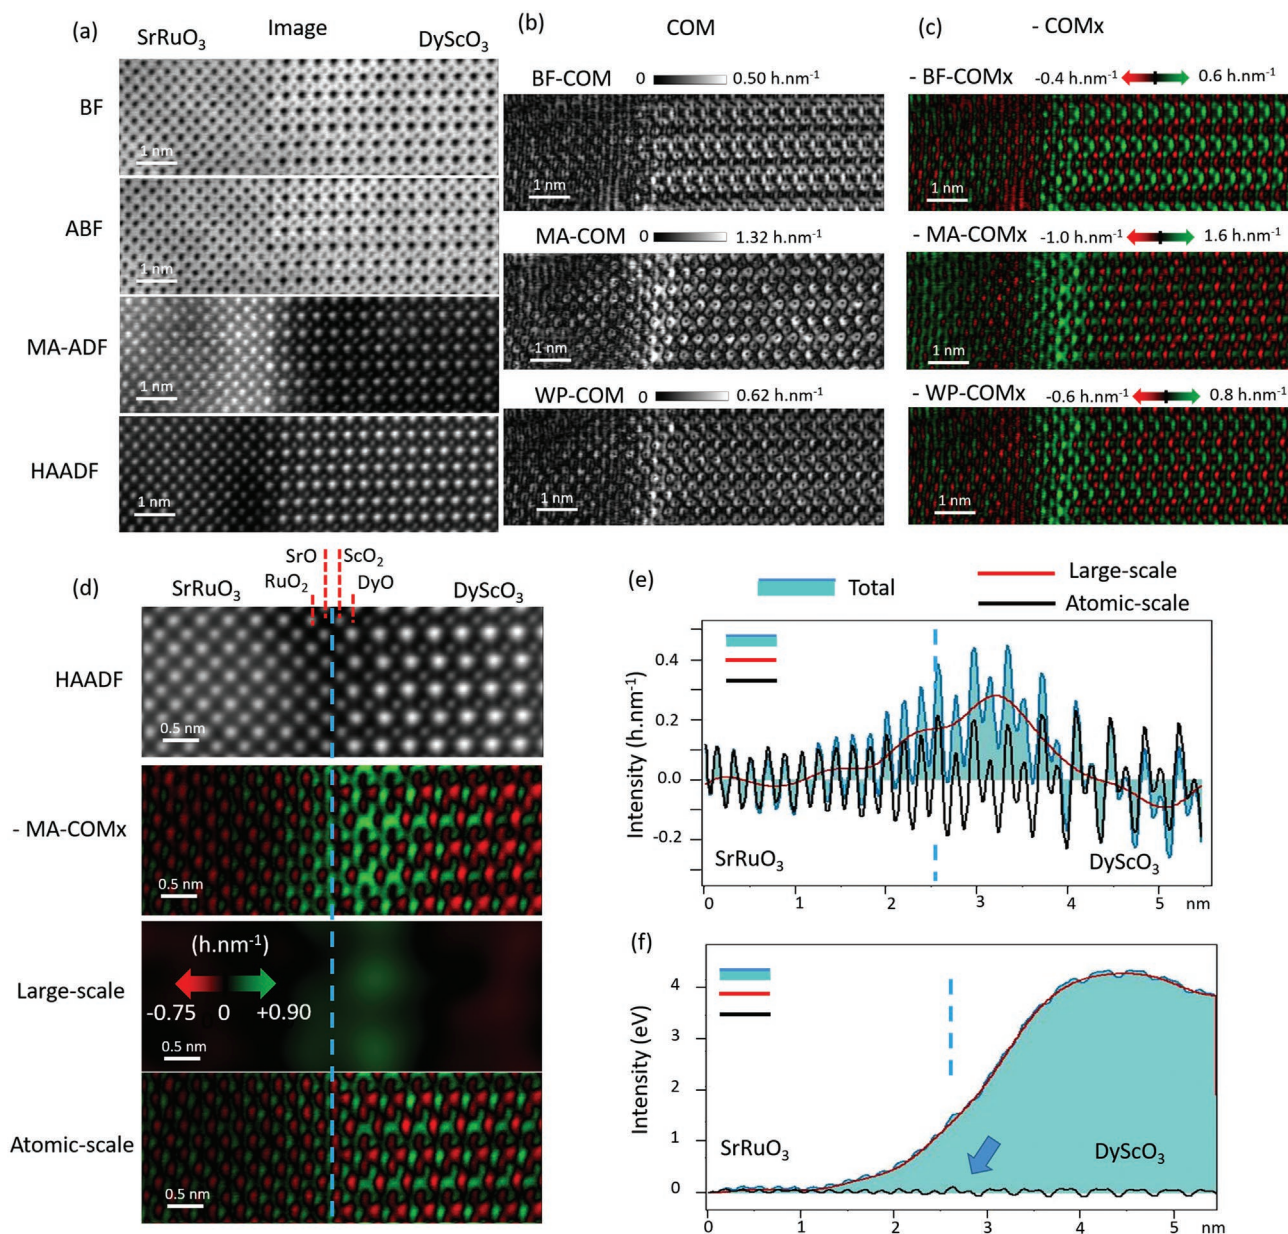 (a)
Image
SrRuO3
DyScO3
BF
1 nm
ABF
1 nm
MA-ADF
1 nm
HAADF
1 nm
(b)
COM
BF-COM 0 0.50 h.nm-1
1 nm
MA-COM 0 1.32 h.nm-1
1 nm
WP-COM 0 0.62 h.nm-1
1 nm
(c)
- COMx
- BF-COMx -0.4 h.nm-1 0.6 h.nm-1
1 nm
- MA-COMx -1.0 h.nm-1 1.6 h.nm-1
1 nm
- WP-COMx -0.6 h.nm-1 0.8 h.nm-1
1 nm
(d)
SrO ScO2
SrRuO3 RuO2 DyO DyScO3
HAADF
0.5 nm
- MA-COMx
0.5 nm
(h.nm-1)
Large-scale
-0.75 0 +0.90
0.5 nm
Atomic-scale
0.5 nm
(e)
Total
Large-scale
Atomic-scale
Intensity (h.nm-1)
0.4
0.2
0.0
-0.2
SrRuO3
DyScO3
0 1 2 3 4 5 nm
(f)
Intensity (eV)
4
3
2
1
0
SrRuO3
DyScO3
0 1 2 3 4 5 nm